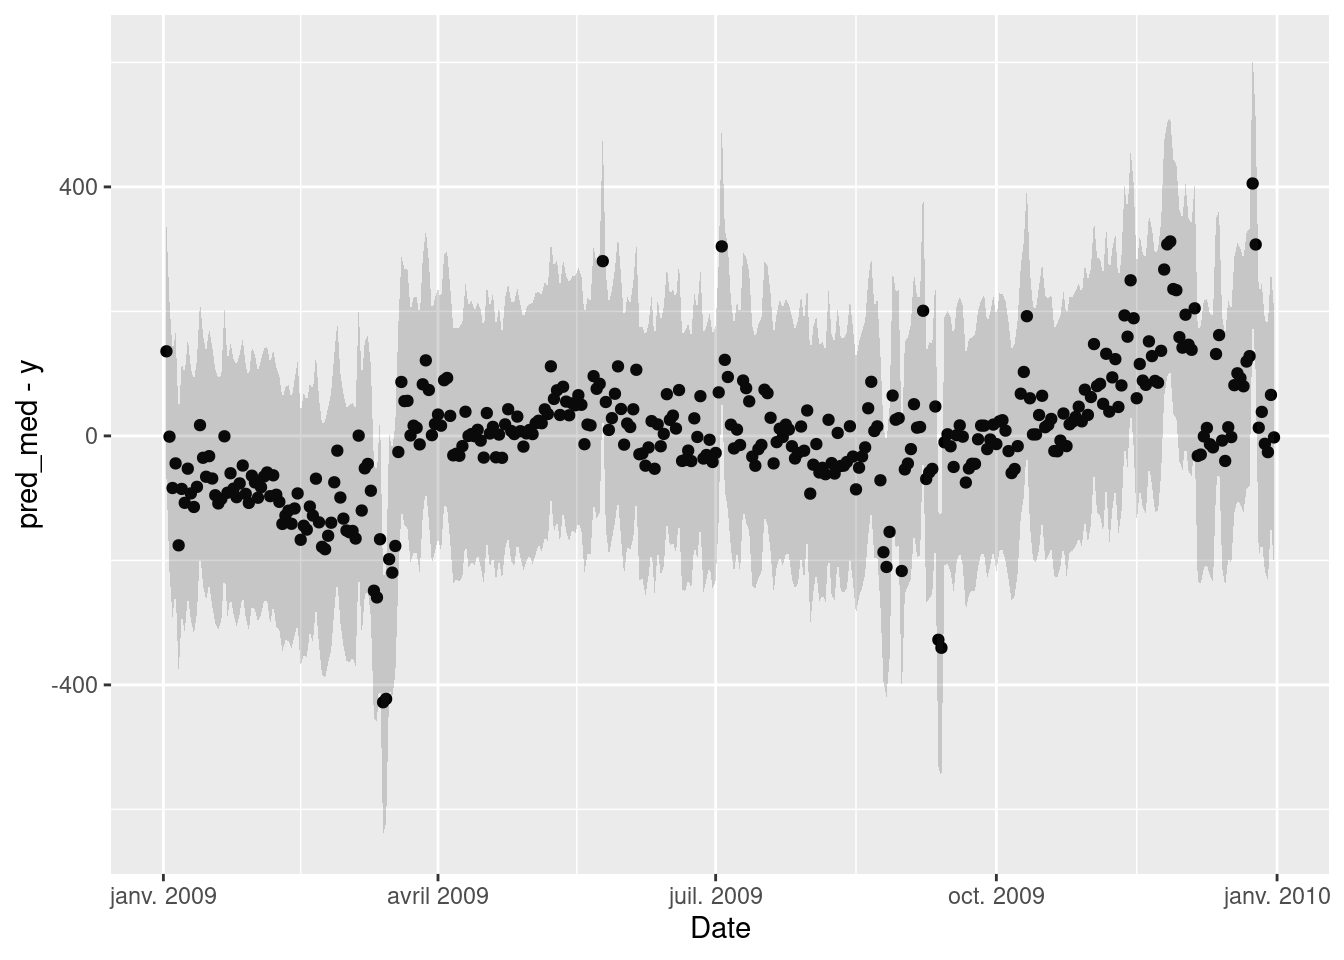 pred_med - y
400
0
-400
janv. 2009
avril 2009
juil. 2009
oct. 2009
janv. 2010
Date